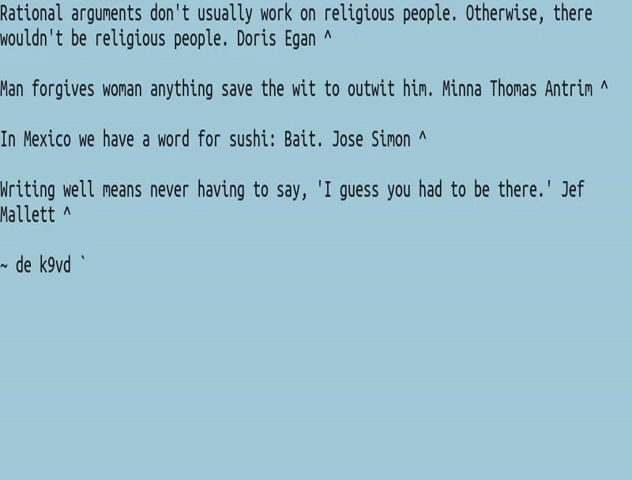 Rational arguments don't usually work on religious people. Otherwise, there
wouldn't be religious people. Doris Egan ^
Man forgives woman anything save the wit to outwit him. Minna Thomas Antrim ^
In Mexico we have a word for sushi: Bait. Jose Simon ^
Writing well means never having to say, 'I guess you had to be there.' Jef
Mallett ^
~ de k9vd `